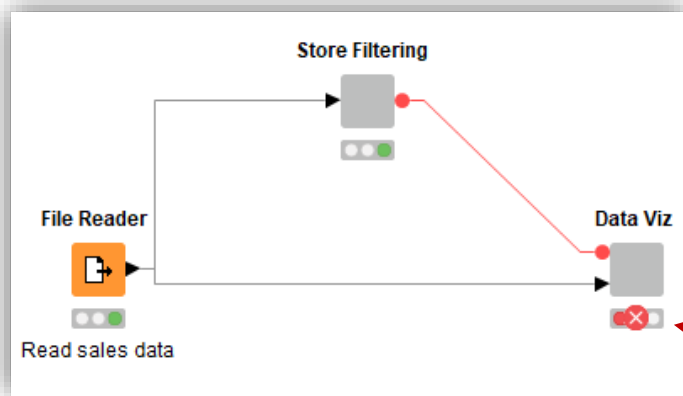 Store Filtering
File Reader
Data Viz
Read sales data